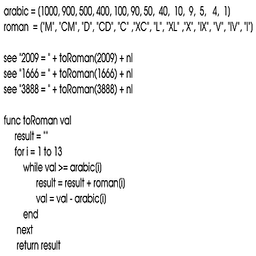 arabic = (1000, 900, 500, 400, 100, 90, 50, 40, 10, 9, 5, 4, 1)
roman = ("M", "CM", "D", "CD", "C" ,"XC", "L", "XL" ,"X", "IX", "V", "IV", "I")
see "2009 = " + toRoman(2009) + nl
see "1666 = " + toRoman(1666) + nl
see "3888 = " + toRoman(3888) + nl
func toRoman val
result = ""
for i = 1 to 13
while val >= arabic(i)
result = result + roman(i)
val = val - arabic(i)
end
next
return result